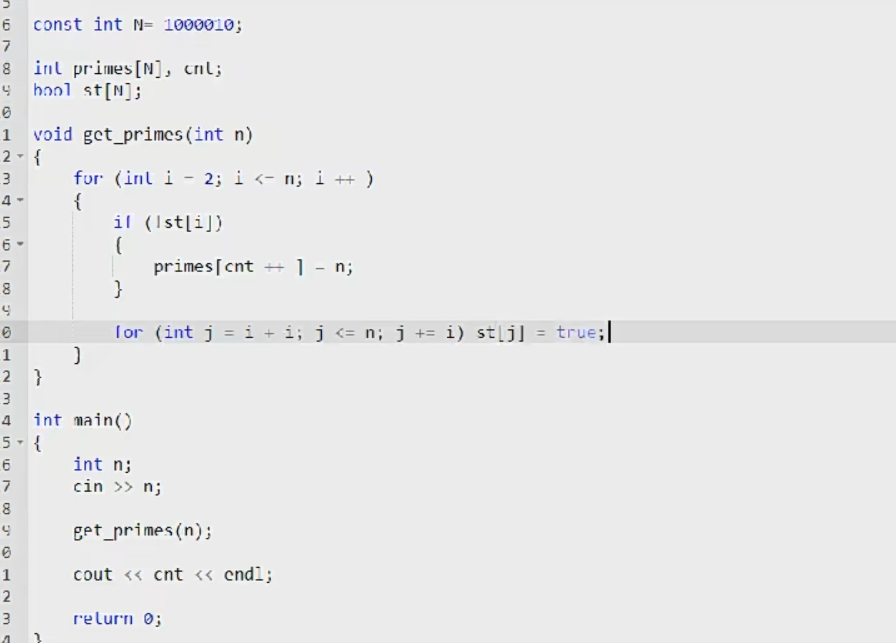 6 const int N= 1000010;
7
8 int primes[N], cnt;
9 bool st[N];
0
1 void get_primes(int n)
2 {
3 for (int i = 2; i <= n; i ++ )
4 {
5 if (!st[i])
6 {
7 primes[cnt ++ ] = n;
8 }
9
0 for (int j = i + i; j <= n; j += i) st[j] = true;
1 }
2 }
3
4 int main()
5 {
6 int n;
7 cin >> n;
8
9 get_primes(n);
0
1 cout << cnt << endl;
2
3 return 0;
4 }